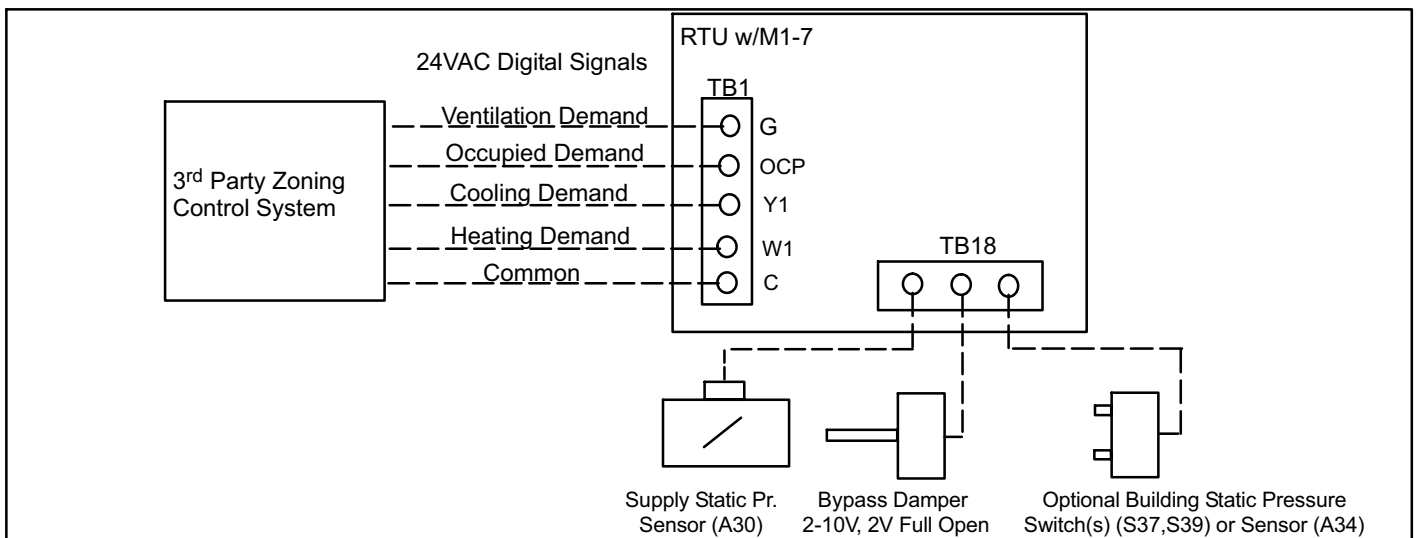 RTU w/M1-7
24VAC Digital Signals
TB1
Ventilation Demand
G
Occupied Demand
OCP
3rd Party Zoning
Control System
Cooling Demand
Y1
Heating Demand
W1
Common
C
TB18
Supply Static Pr.
Sensor (A30)
Bypass Damper
2-10V, 2V Full Open
Optional Building Static Pressure
Switch(s) (S37,S39) or Sensor (A34)